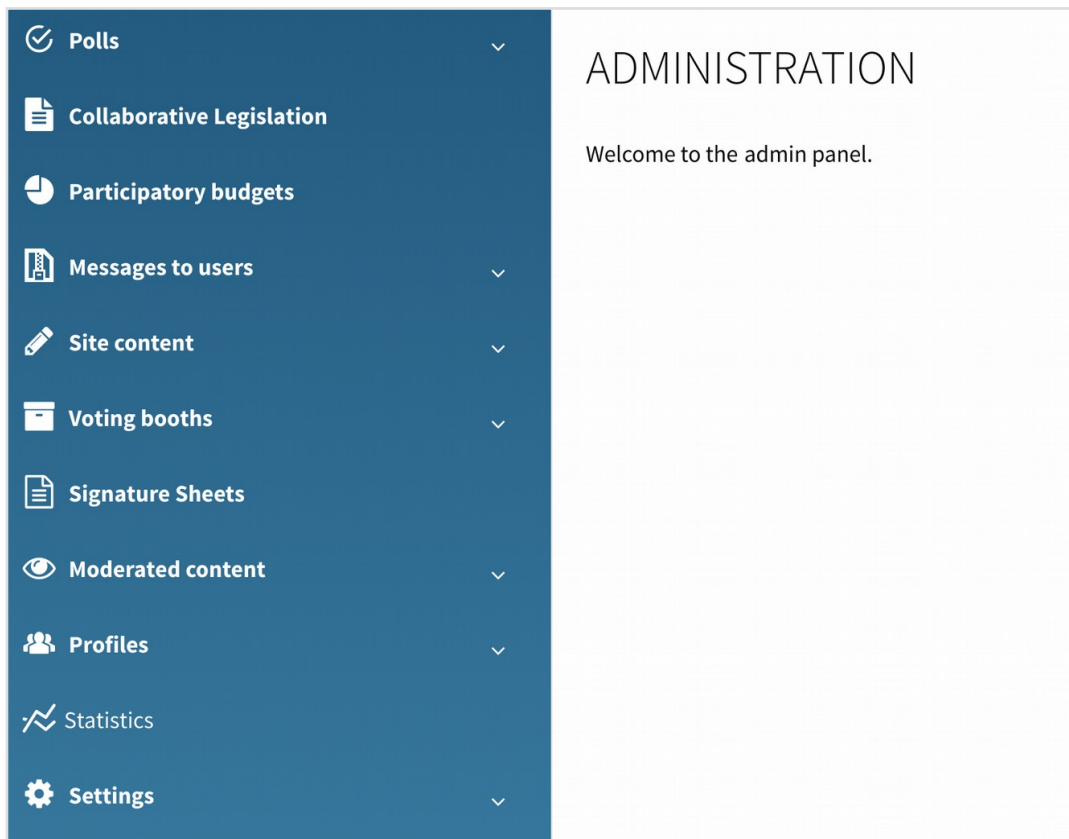 Polls
Collaborative Legislation
Participatory budgets
Messages to users
Site content
Voting booths
Signature Sheets
Moderated content
Profiles
Statistics
Settings
ADMINISTRATION
Welcome to the admin panel.